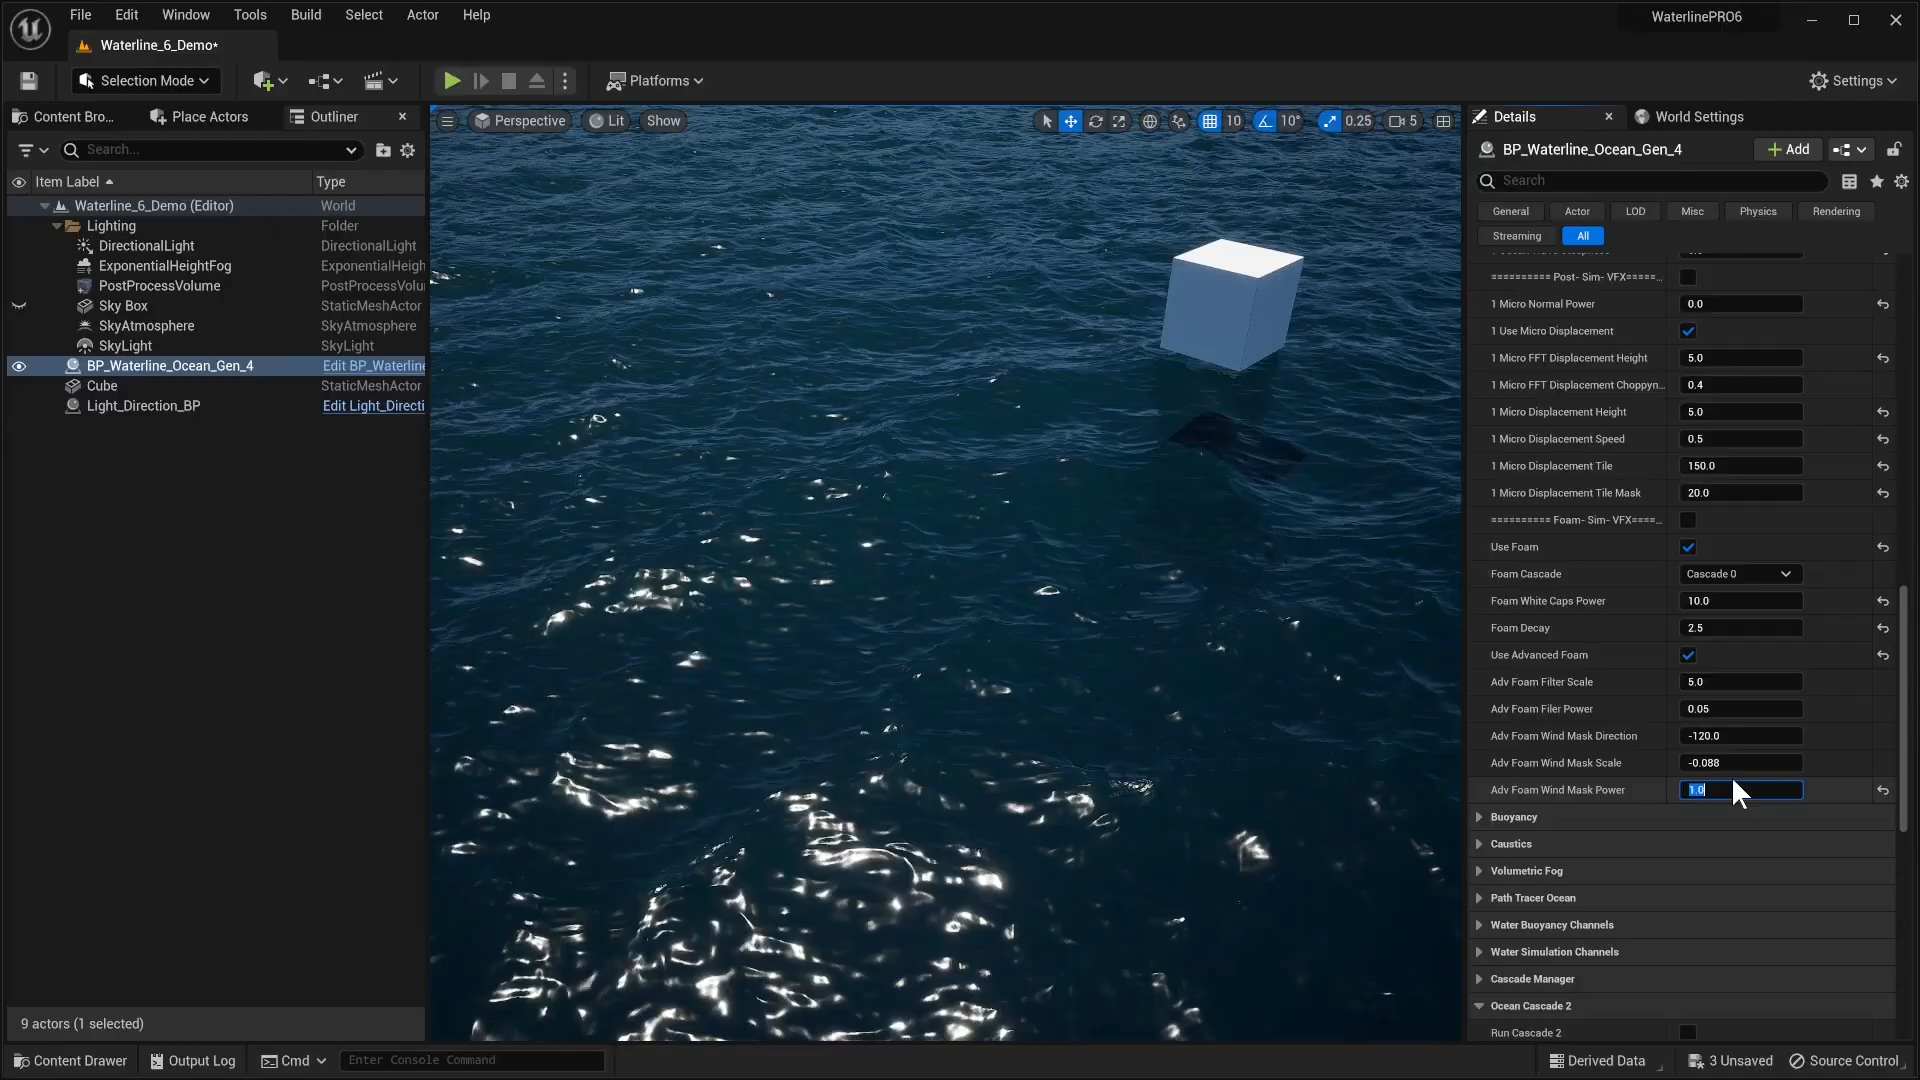 File Edit Window Tools Build Select Actor Help
WaterlinePRO6
Waterline_6_Demo*
Selection Mode
Platforms
Settings
Content Bro... Place Actors Outliner
Perspective Lit Show
10 10° 0.25 5
Details World Settings
Search...
BP_Waterline_Ocean_Gen_4
Add
Item Label Type
Search
Waterline_6_Demo (Editor) World
Lighting Folder
DirectionalLight DirectionalLight
ExponentialHeightFog ExponentialHeigh
PostProcessVolume PostProcessVolu
Sky Box StaticMeshActor
SkyAtmosphere SkyAtmosphere
SkyLight SkyLight
BP_Waterline_Ocean_Gen_4 Edit BP_Waterline
Cube StaticMeshActor
Light_Direction_BP Edit Light_Directi
General Actor LOD Misc Physics Rendering
Streaming All
========== Post- Sim- VFX=====...
1 Micro Normal Power 0.0
1 Use Micro Displacement
1 Micro FFT Displacement Height 5.0
1 Micro FFT Displacement Choppyn... 0.4
1 Micro Displacement Height 5.0
1 Micro Displacement Speed 0.5
1 Micro Displacement Tile 150.0
1 Micro Displacement Tile Mask 20.0
========== Foam- Sim- VFX====...
Use Foam
Foam Cascade Cascade 0
Foam White Caps Power 10.0
Foam Decay 2.5
Use Advanced Foam
Adv Foam Filter Scale 5.0
Adv Foam Filer Power 0.05
Adv Foam Wind Mask Direction -120.0
Adv Foam Wind Mask Scale -0.088
Adv Foam Wind Mask Power 1.0
Buoyancy
Caustics
Volumetric Fog
Path Tracer Ocean
Water Buoyancy Channels
Water Simulation Channels
Cascade Manager
Ocean Cascade 2
Run Cascade 2
9 actors (1 selected)
Content Drawer Output Log Cmd Enter Console Command
Derived Data 3 Unsaved Source Control